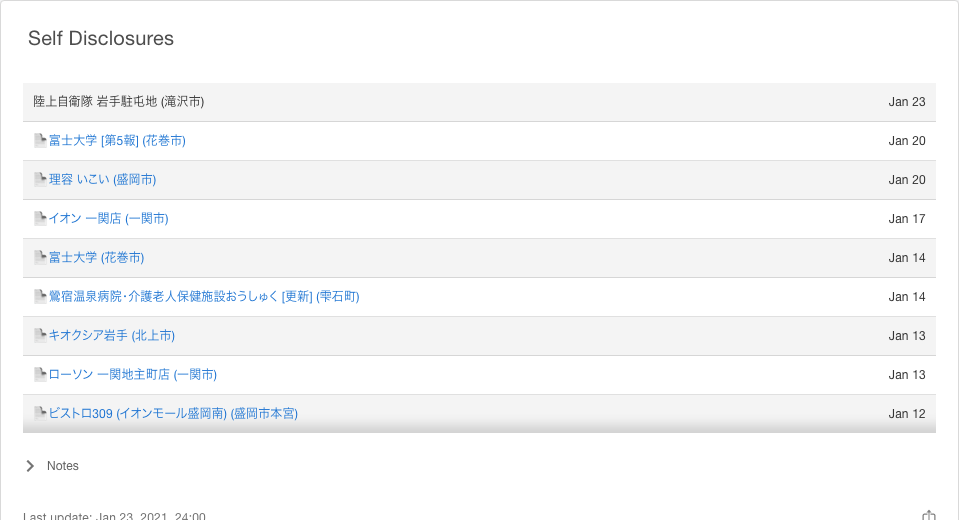 Self Disclosures
陸上自衛隊 岩手駐屯地 (滝沢市) Jan 23
富士大学 [第5報] (花巻市) Jan 20
理容 いこい (盛岡市) Jan 20
イオン 一関店 (一関市) Jan 17
富士大学 (花巻市) Jan 14
鶯宿温泉病院・介護老人保健施設おうしゅく [更新] (雫石町) Jan 14
キオクシア岩手 (北上市) Jan 13
ローソン 一関地主町店 (一関市) Jan 13
ビストロ309 (イオンモール盛岡南) (盛岡市本宮) Jan 12
Notes
Last update: Jan 23, 2021, 24:00